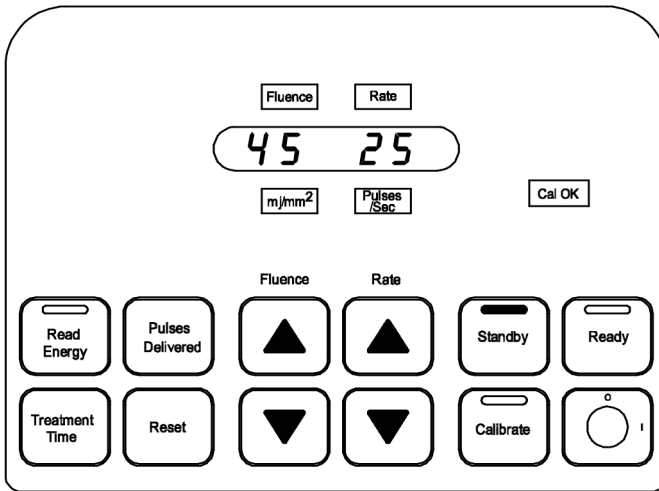 Fluence Rate
45 25
mj/mm²
Pulses
/Sec
Cal OK
Fluence Rate
Read
Energy
Pulses
Delivered
Standby
Ready
Treatment
Time
Reset
Calibrate
O
I